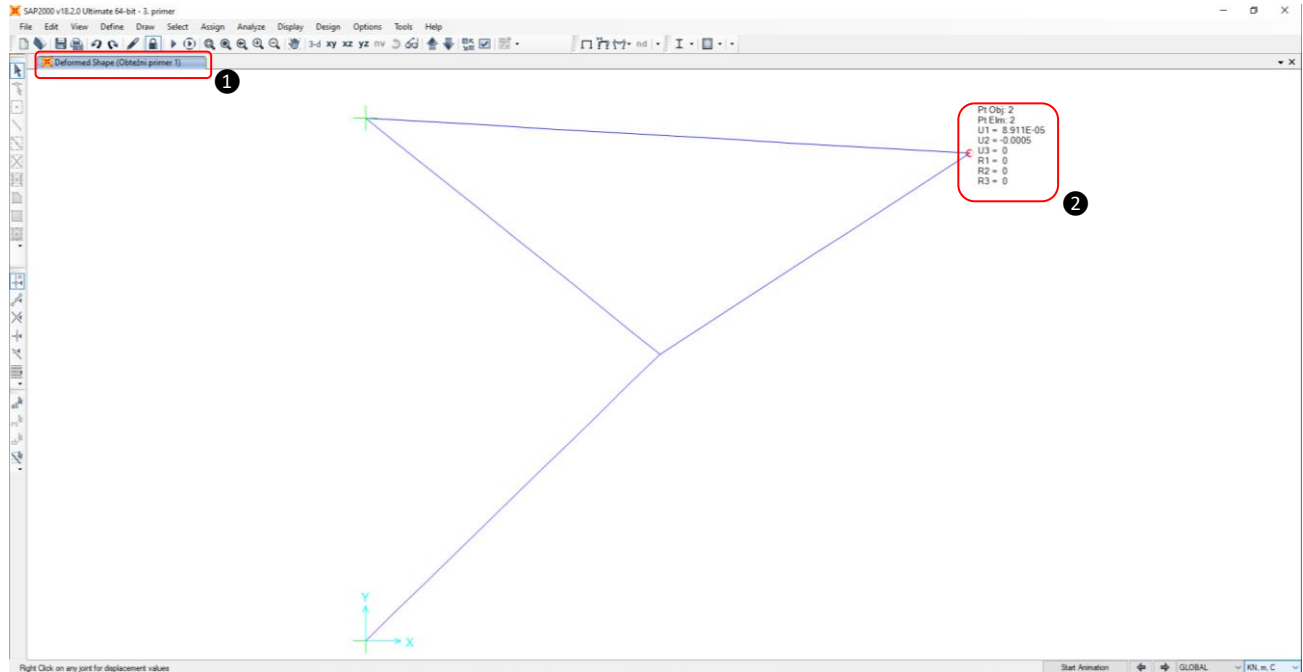 SAP2000 v18.2.0 Ultimate 64-bit - 3. primer
File Edit View Define Draw Select Assign Analyze Display Design Options Tools Help
3-d xy xz yz nv nd
Deformed Shape (Obtežni primer 1)
1
Pt Obj: 2
Pt Elm: 2
U1 = 8.911E-05
U2 = -0.0005
U3 = 0
R1 = 0
R2 = 0
R3 = 0
2
Y
X
Right Click on any joint for displacement values
Start Animation GLOBAL KN, m, C